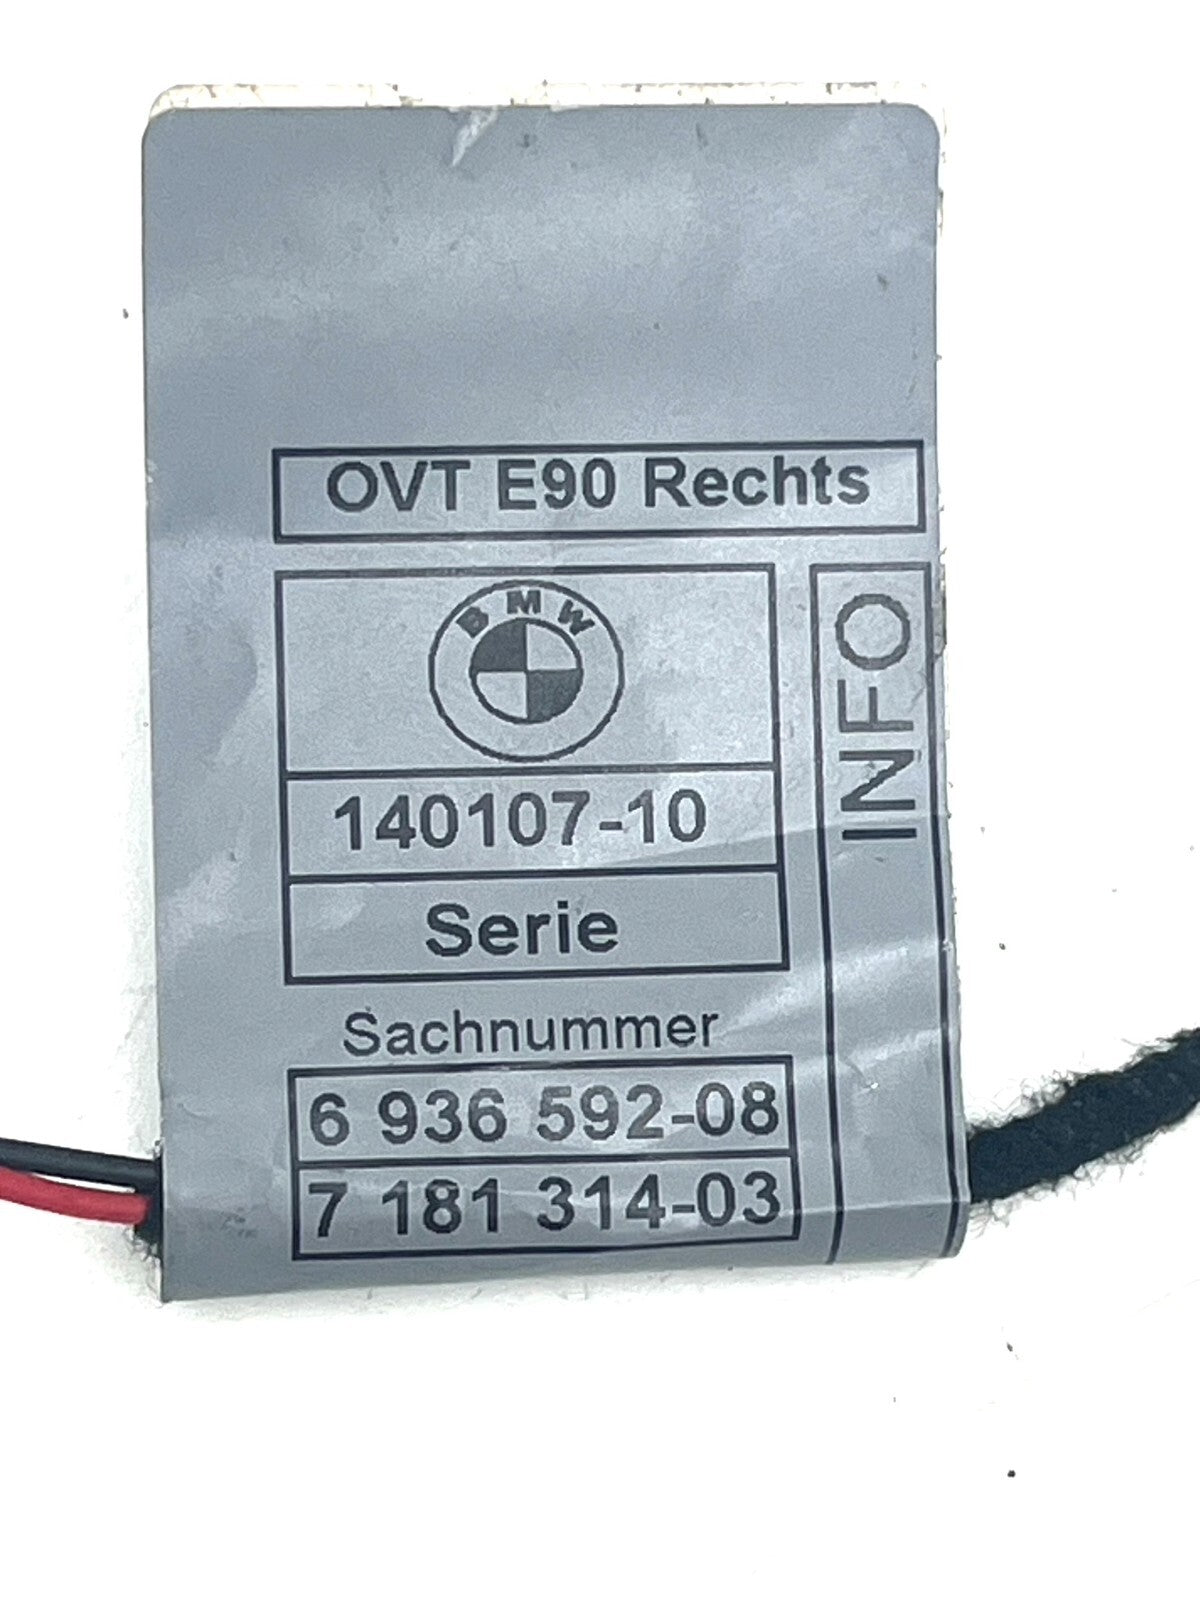 OVT E90 Rechts
BMW
140107-10
Serie
INFO
Sachnummer
6 936 592-08
7 181 314-03